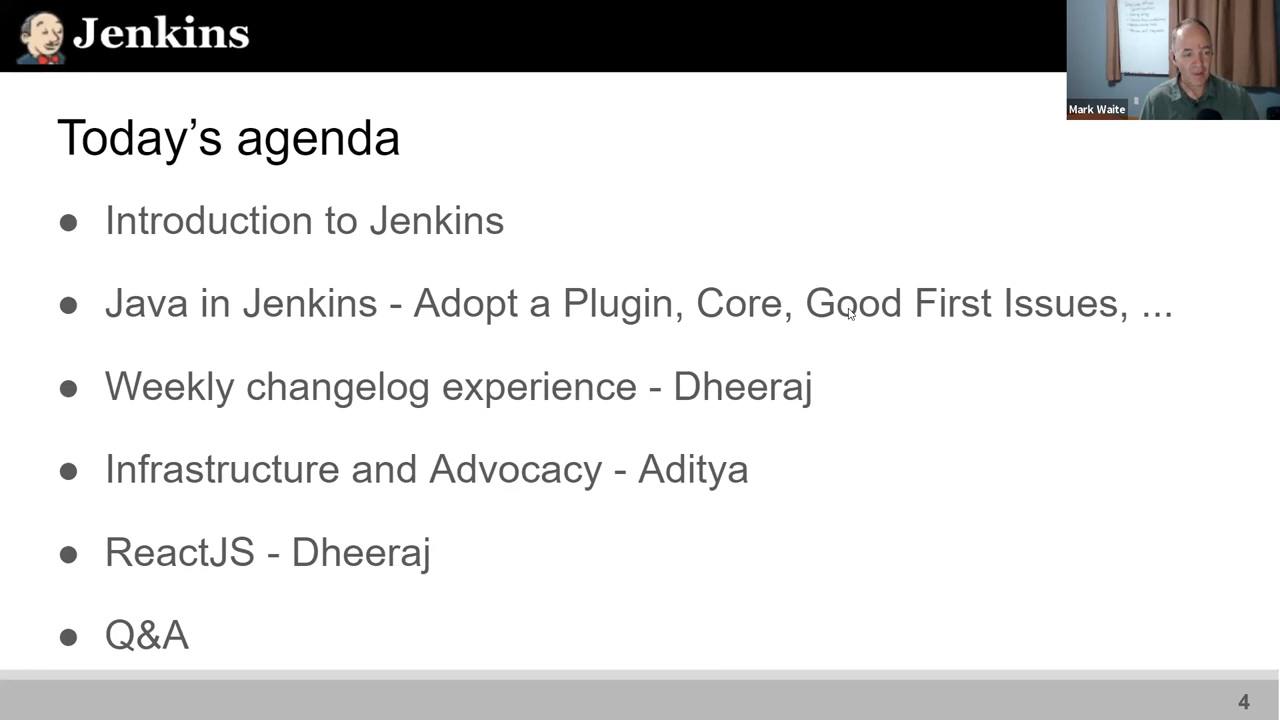 Jenkins
Mark Waite
Today's agenda
● Introduction to Jenkins
● Java in Jenkins - Adopt a Plugin, Core, Good First Issues, ...
● Weekly changelog experience - Dheeraj
● Infrastructure and Advocacy - Aditya
● ReactJS - Dheeraj
● Q&A
4